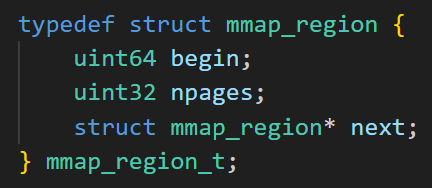 typedef struct mmap_region {
    uint64 begin;
    uint32 npages;
    struct mmap_region* next;
} mmap_region_t;